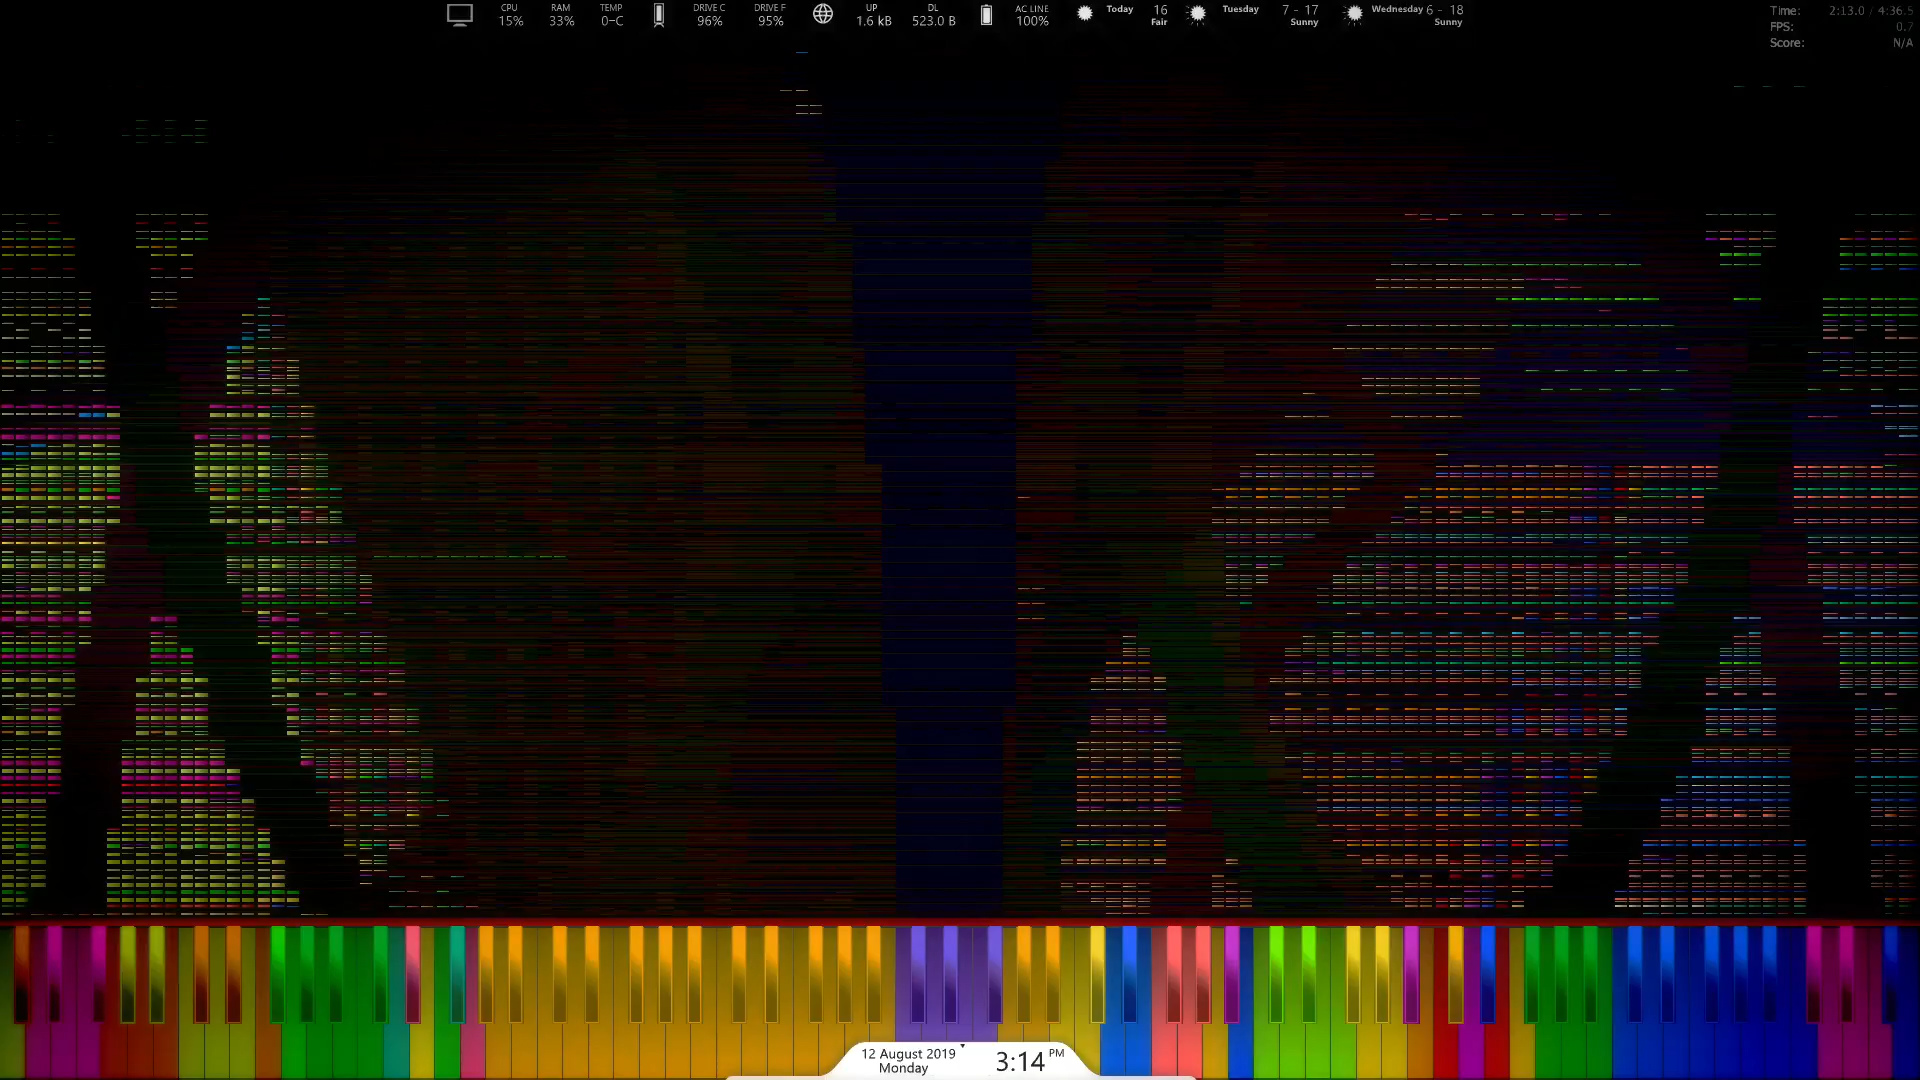 CPU
15%
RAM
33%
TEMP
0-C
DRIVE C
96%
DRIVE F
95%
UP
1.6 kB
DL
523.0 B
AC LINE
100%
Today
16
Fair
Tuesday
7 - 17
Sunny
Wednesday
6 - 18
Sunny
Time: 2:13.0 / 4:36.5
FPS: 0.7
Score: N/A
12 August 2019
Monday
3:14 PM